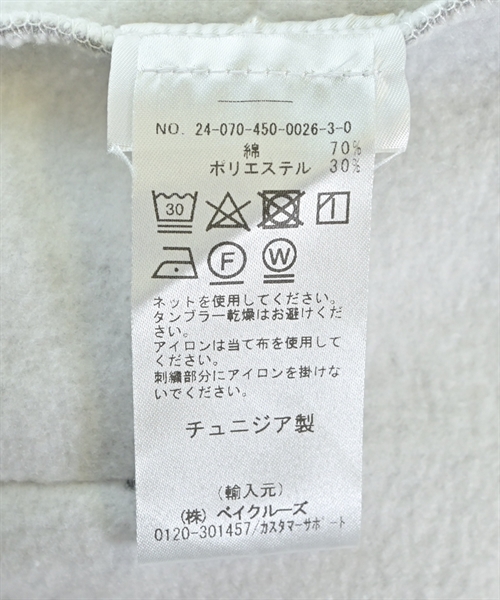 NO. 24-070-450-0026-3-0
綿 70%
ポリエステル 30%
30
F W
ネットを使用してください。
タンブラー乾燥はお避けくだ
さい。
アイロンは当て布を使用して
ください。
刺繍部分にアイロンを掛けな
いでください。
チュニジア製
(輸入元)
(株) ベイクルーズ
0120-301457/カスタマーサポート